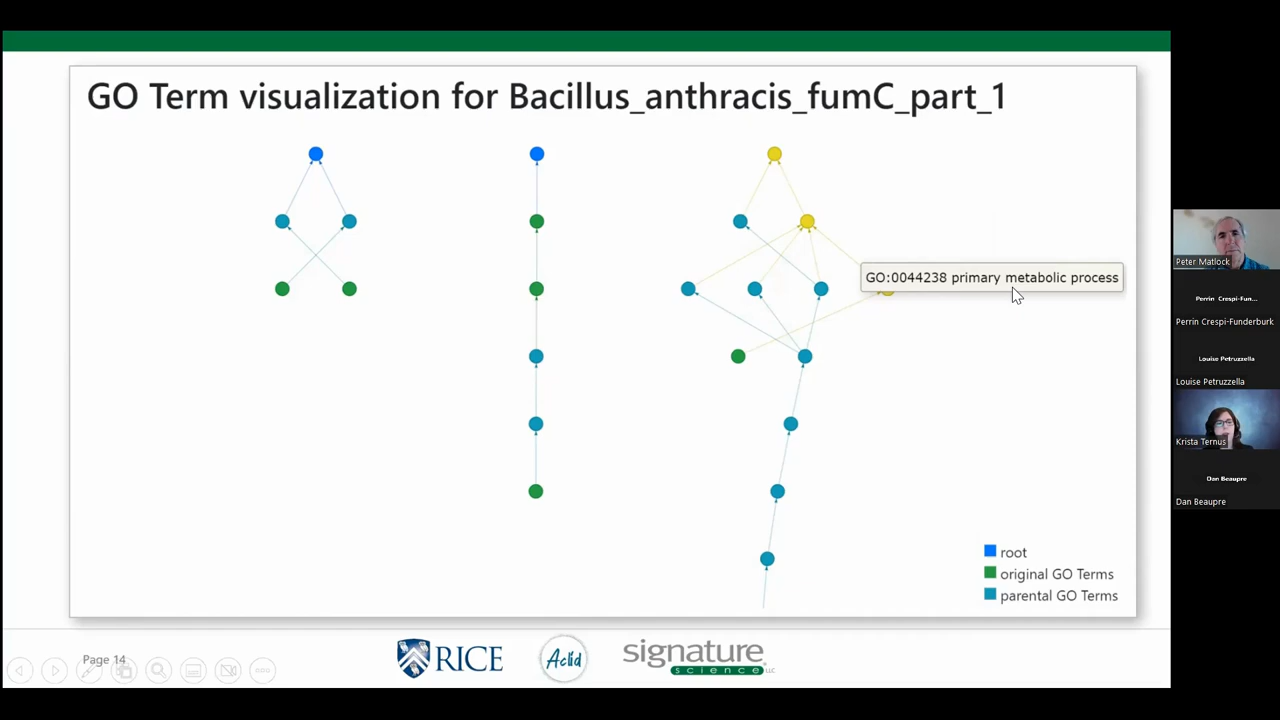 GO Term visualization for Bacillus_anthracis_fumC_part_1
GO:0044238 primary metabolic process
root
original GO Terms
parental GO Terms
Page 14
RICE
Aclid
signature
science LLC
Peter Matlock
Perrin Crespi-Fun...
Perrin Crespi-Funderburk
Louise Petruzzella
Louise Petruzzella
Krista Ternus
Dan Beaupre
Dan Beaupre